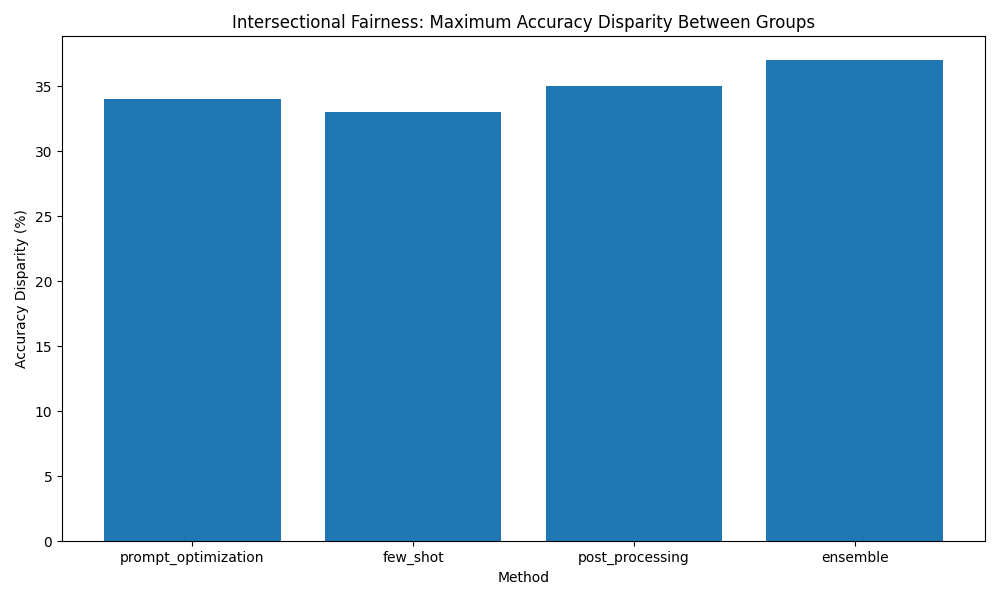 Intersectional Fairness: Maximum Accuracy Disparity Between Groups
Accuracy Disparity (%)
35
30
25
20
15
10
5
0
prompt_optimization few_shot post_processing ensemble
Method